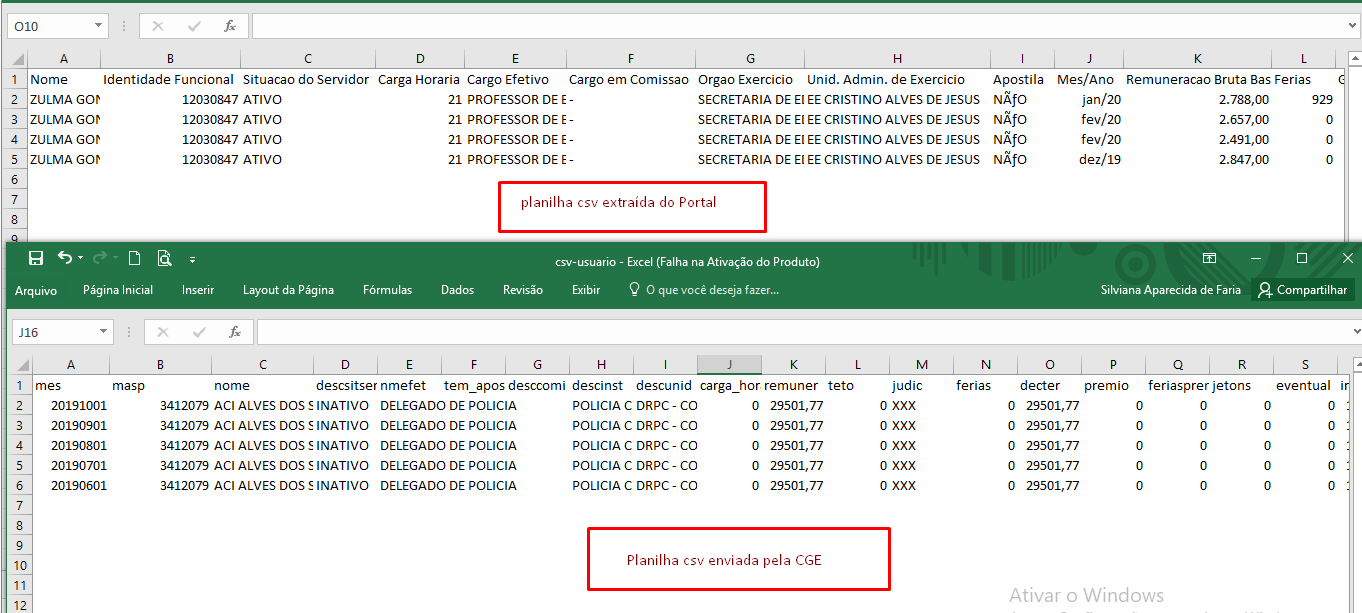 O10 fx
A B C D E F G H I J K L
1 Nome Identidade Funcional Situacao do Servidor Carga Horaria Cargo Efetivo Cargo em Comissao Orgao Exercicio Unid. Admin. de Exercicio Apostila Mes/Ano Remuneracao Bruta Bas Ferias G
2 ZULMA GON 12030847 ATIVO 21 PROFESSOR DE E - SECRETARIA DE EI EE CRISTINO ALVES DE JESUS NÃƒO jan/20 2.788,00 929
3 ZULMA GON 12030847 ATIVO 21 PROFESSOR DE E - SECRETARIA DE EI EE CRISTINO ALVES DE JESUS NÃƒO fev/20 2.657,00 0
4 ZULMA GON 12030847 ATIVO 21 PROFESSOR DE E - SECRETARIA DE EI EE CRISTINO ALVES DE JESUS NÃƒO fev/20 2.491,00 0
5 ZULMA GON 12030847 ATIVO 21 PROFESSOR DE E - SECRETARIA DE EI EE CRISTINO ALVES DE JESUS NÃƒO dez/19 2.847,00 0
6
7
planilha csv extraída do Portal
8
9
csv-usuario - Excel (Falha na Ativação do Produto)
Arquivo Página Inicial Inserir Layout da Página Fórmulas Dados Revisão Exibir O que você deseja fazer... Silviana Aparecida de Faria Compartilhar
J16 fx
A B C D E F G H I J K L M N O P Q R S
1 mes masp nome descsitser nmefet tem_apos desccomi descinst descunid carga_hor remuner teto judic ferias decter premio feriasprer jetons eventual ir
2 20191001 3412079 ACI ALVES DOS S INATIVO DELEGADO DE POLICIA POLICIA C DRPC - CO 0 29501,77 0 XXX 0 29501,77 0 0 0 0 1
3 20190901 3412079 ACI ALVES DOS S INATIVO DELEGADO DE POLICIA POLICIA C DRPC - CO 0 29501,77 0 XXX 0 29501,77 0 0 0 0 1
4 20190801 3412079 ACI ALVES DOS S INATIVO DELEGADO DE POLICIA POLICIA C DRPC - CO 0 29501,77 0 XXX 0 29501,77 0 0 0 0 1
5 20190701 3412079 ACI ALVES DOS S INATIVO DELEGADO DE POLICIA POLICIA C DRPC - CO 0 29501,77 0 XXX 0 29501,77 0 0 0 0 1
6 20190601 3412079 ACI ALVES DOS S INATIVO DELEGADO DE POLICIA POLICIA C DRPC - CO 0 29501,77 0 XXX 0 29501,77 0 0 0 0 1
7
8
9
10
Planilha csv enviada pela CGE
11
12
Ativar o Windows